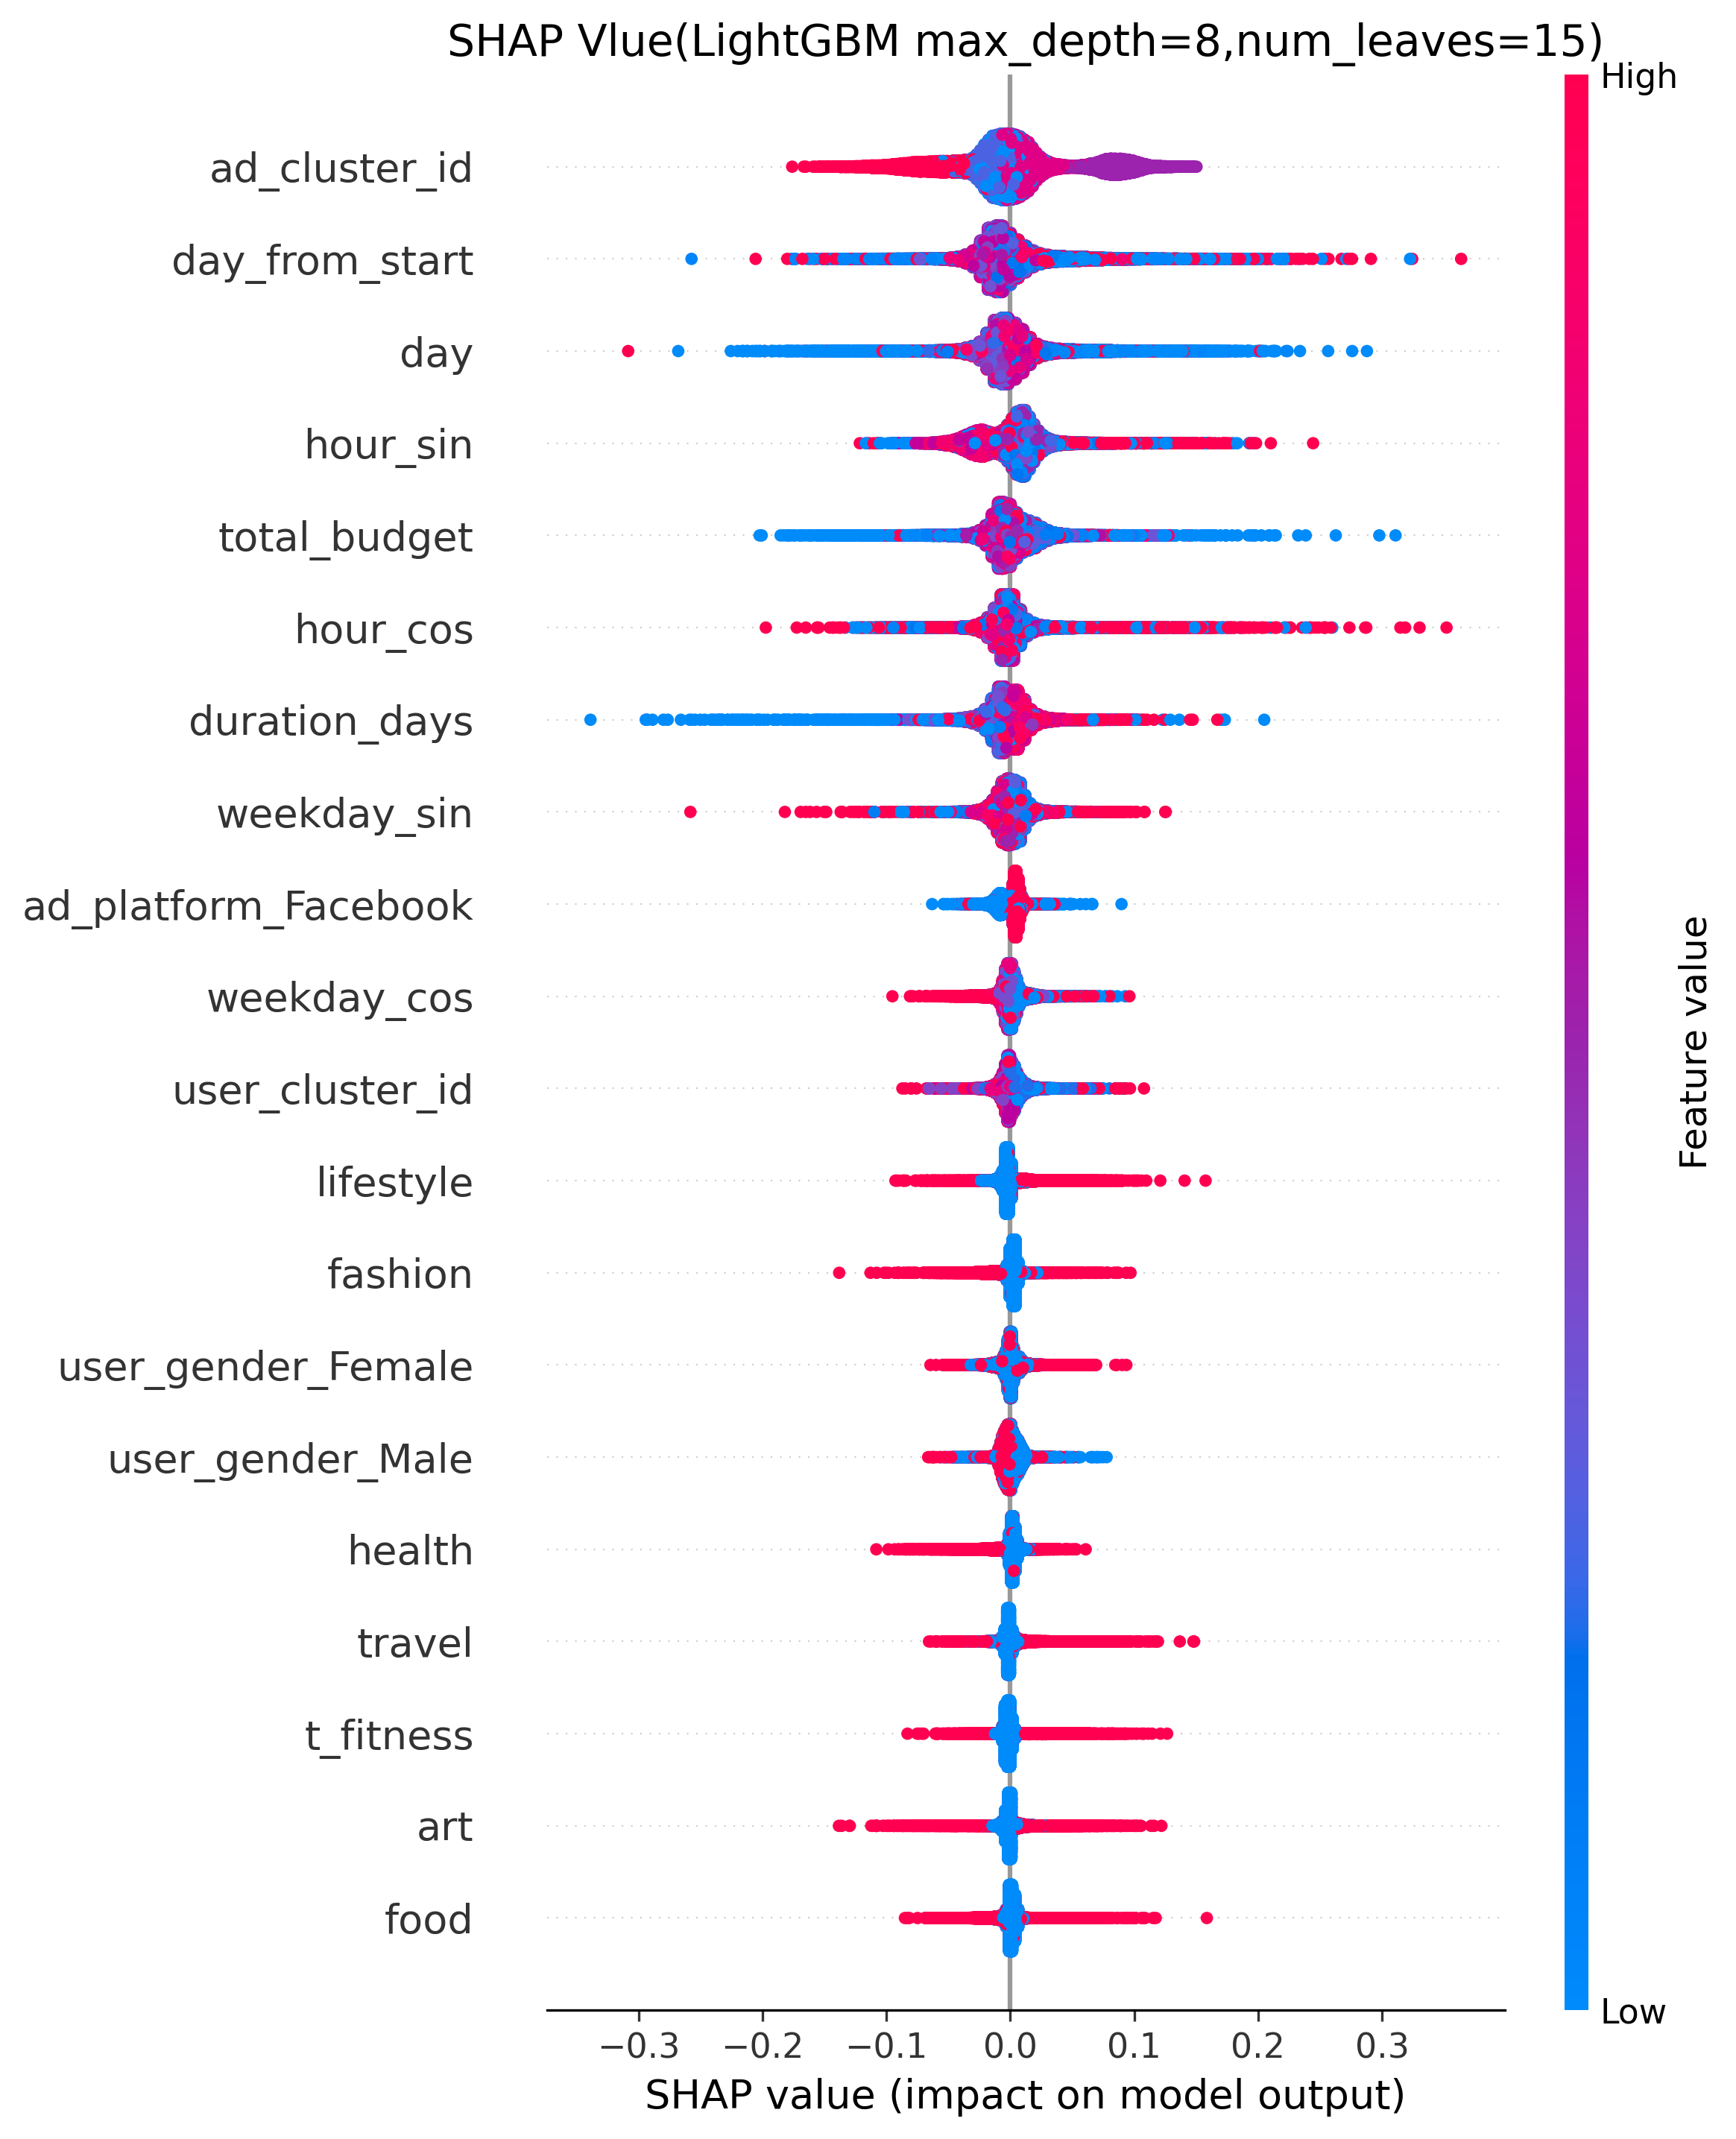 SHAP Vlue(LightGBM max_depth=8,num_leaves=15)
High
ad_cluster_id
day_from_start
day
hour_sin
total_budget
hour_cos
duration_days
weekday_sin
ad_platform_Facebook
weekday_cos
user_cluster_id
lifestyle
fashion
user_gender_Female
user_gender_Male
health
travel
t_fitness
art
food
Feature value
Low
−0.3 −0.2 −0.1 0.0 0.1 0.2 0.3
SHAP value (impact on model output)